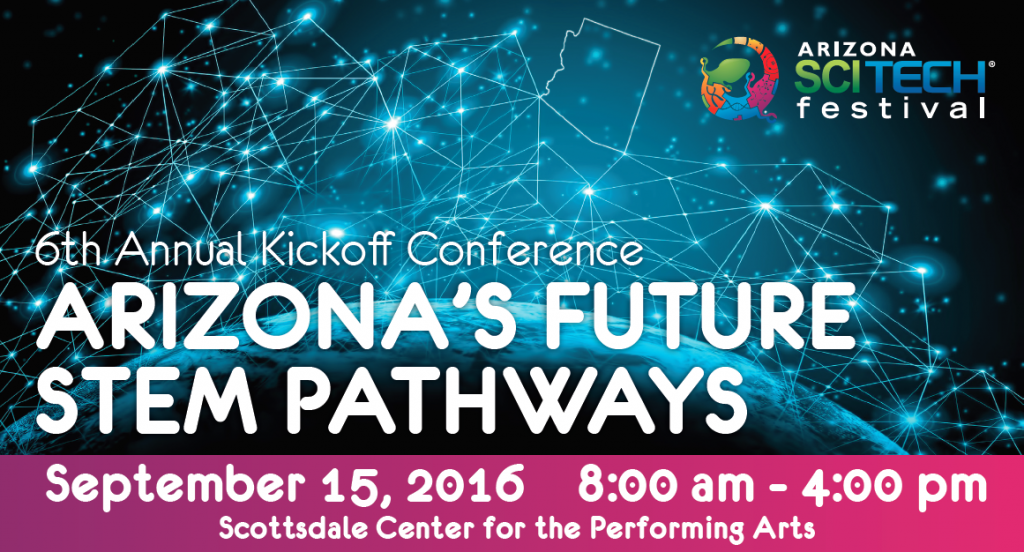 ARIZONA
SCITECH®
festival
6th Annual Kickoff Conference
ARIZONA'S FUTURE
STEM PATHWAYS
September 15, 2016 8:00 am - 4:00 pm
Scottsdale Center for the Performing Arts